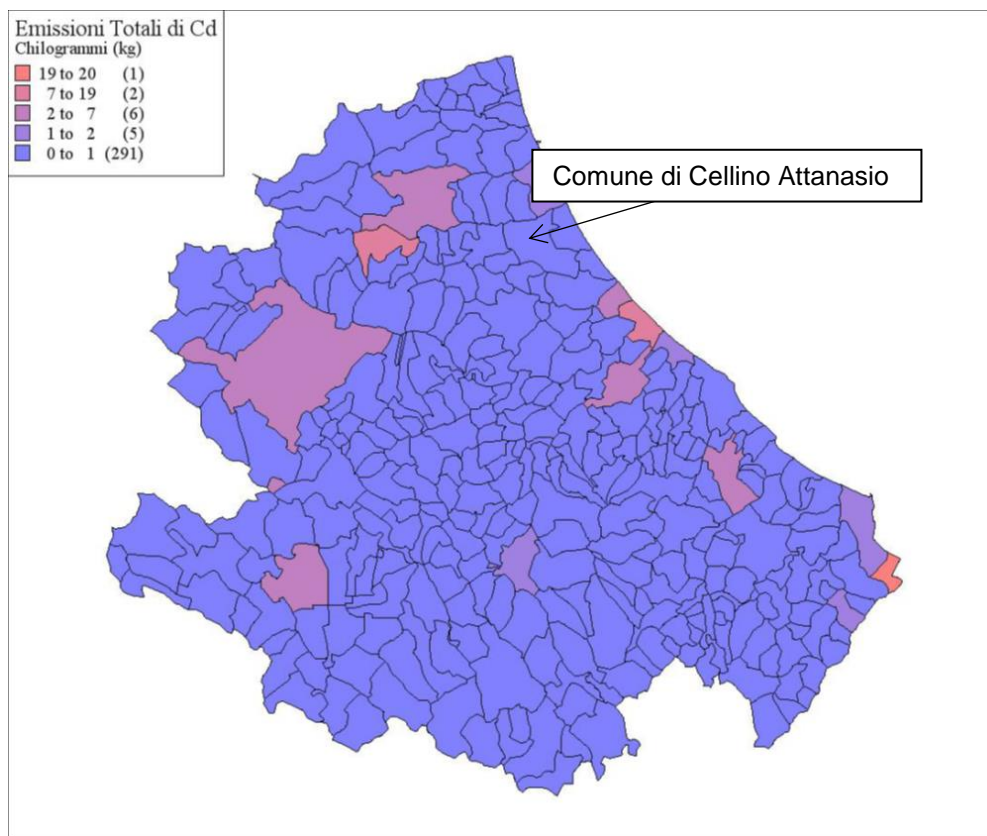 Emissioni Totali di Cd
Chilogrammi (kg)
19 to 20 (1)
7 to 19 (2)
2 to 7 (6)
1 to 2 (5)
0 to 1 (291)
Comune di Cellino Attanasio